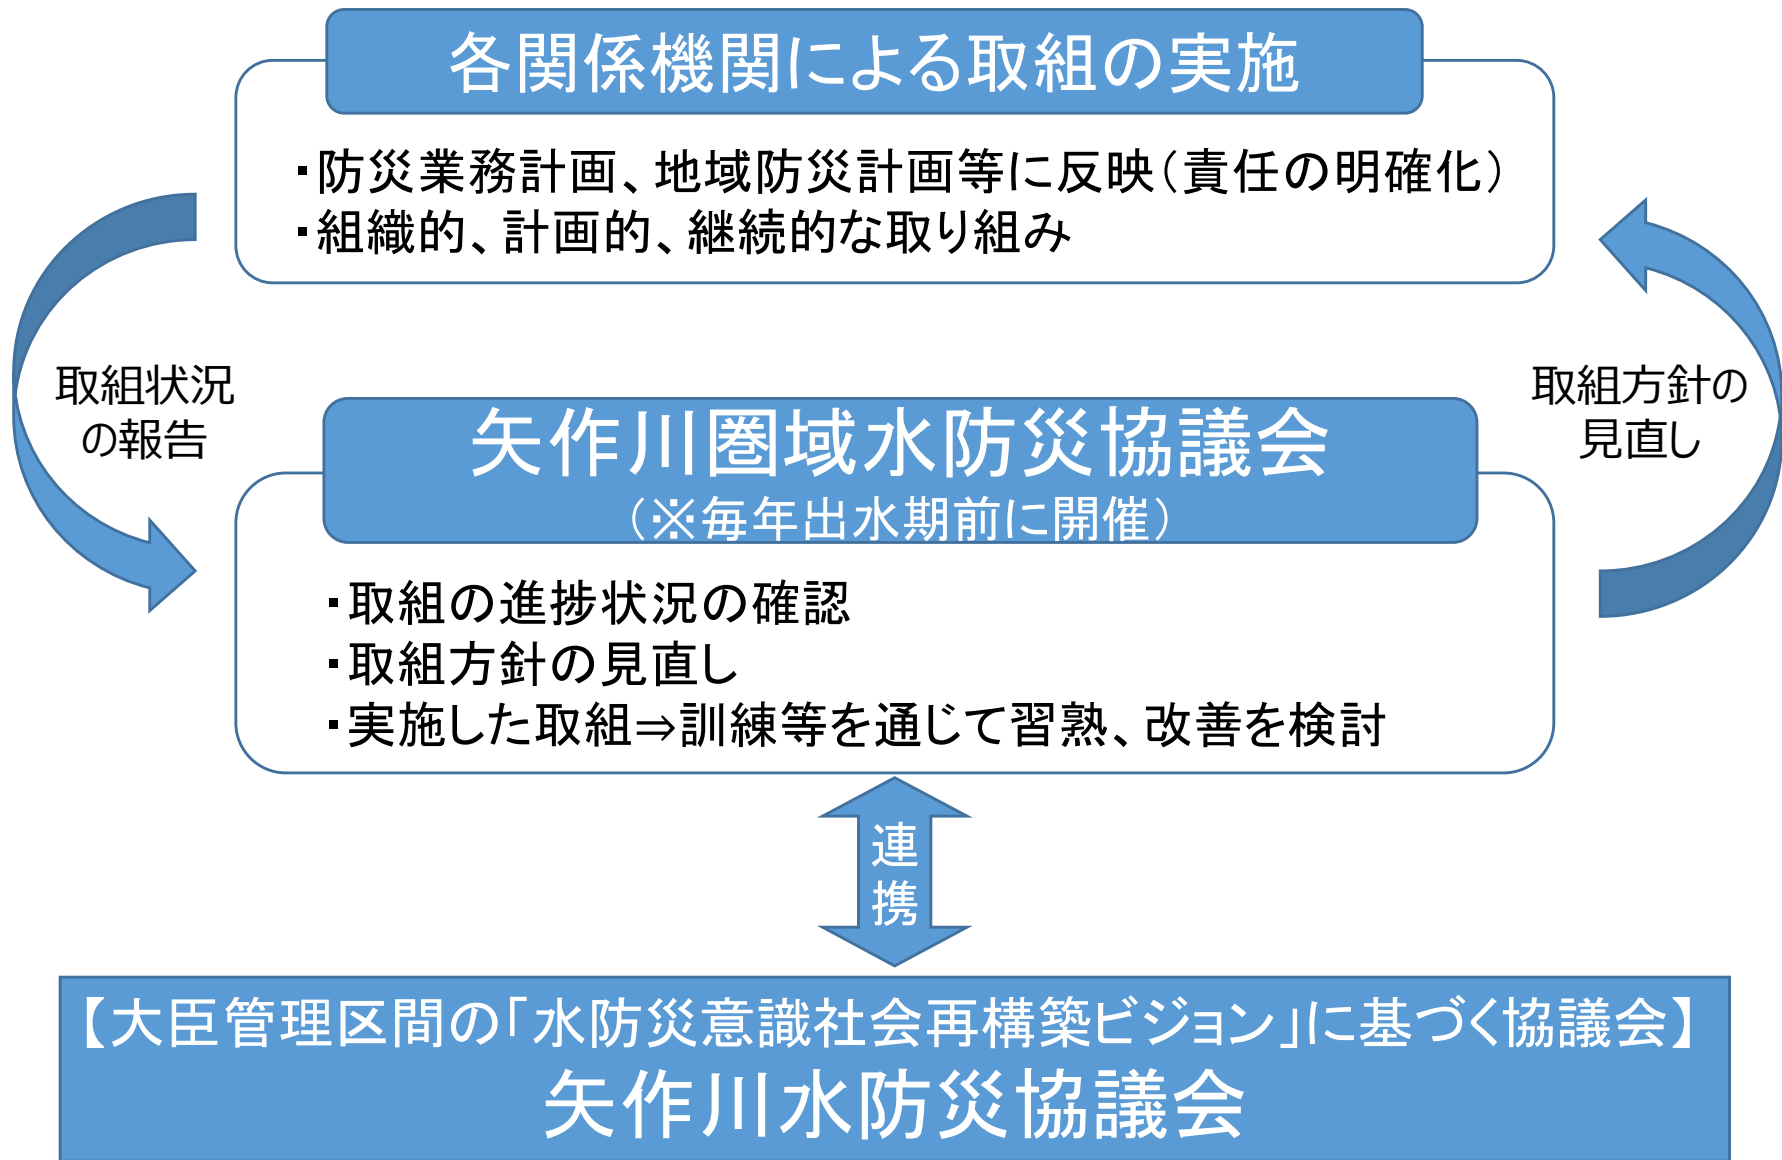 各関係機関による取組の実施
・防災業務計画、地域防災計画等に反映(責任の明確化)
・組織的、計画的、継続的な取り組み
取組状況
の報告
取組方針の
見直し
矢作川圏域水防災協議会
(※毎年出水期前に開催)
・取組の進捗状況の確認
・取組方針の見直し
・実施した取組⇒訓練等を通じて習熟、改善を検討
連
携
【大臣管理区間の「水防災意識社会再構築ビジョン」に基づく協議会】
矢作川水防災協議会